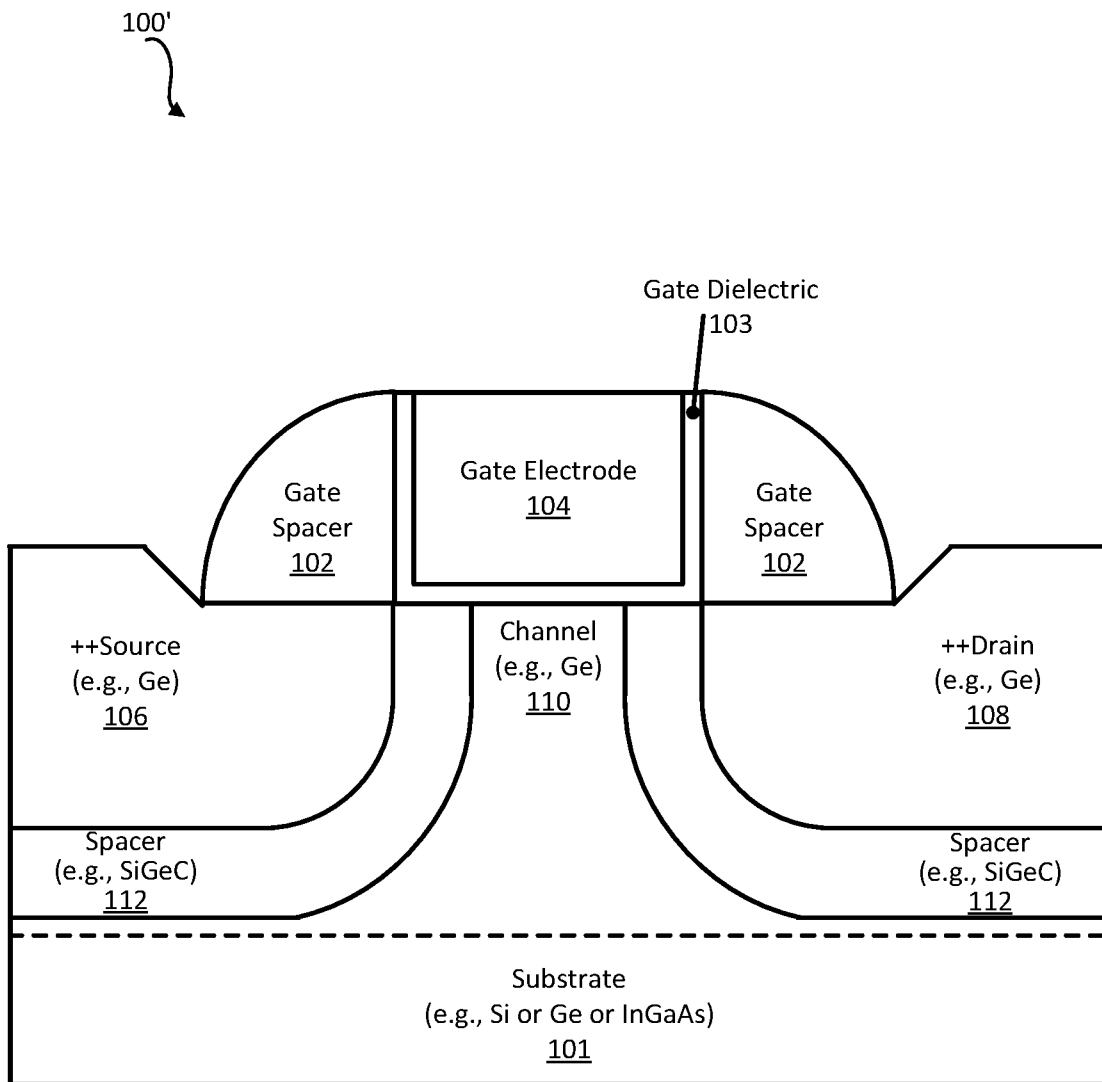 100'
Gate Dielectric
103
Gate Electrode
104
Gate
Spacer
102
Gate
Spacer
102
++Source
(e.g., Ge)
106
Channel
(e.g., Ge)
110
++Drain
(e.g., Ge)
108
Spacer
(e.g., SiGeC)
112
Spacer
(e.g., SiGeC)
112
Substrate
(e.g., Si or Ge or InGaAs)
101